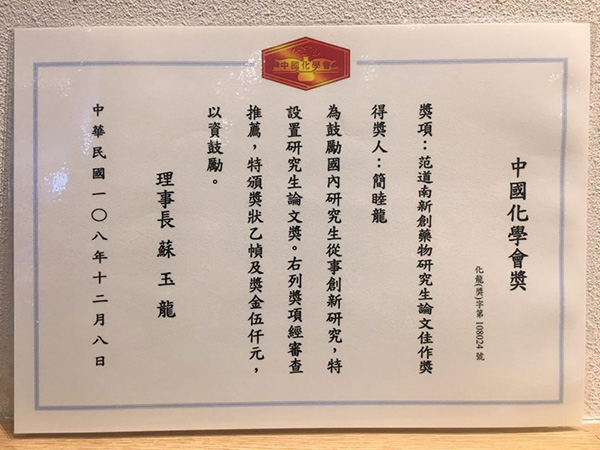 中國化學會
中國化學會獎
化龍(獎)字第 108024 號
獎項：范道南新創藥物研究生論文佳作獎
得獎人：簡睦龍
為鼓勵國內研究生從事創新研究，特
設置研究生論文獎。右列獎項經審查
推薦，特頒獎狀乙幀及獎金伍仟元，
以資鼓勵。
理事長 蘇玉龍
中華民國一〇八年十二月八日